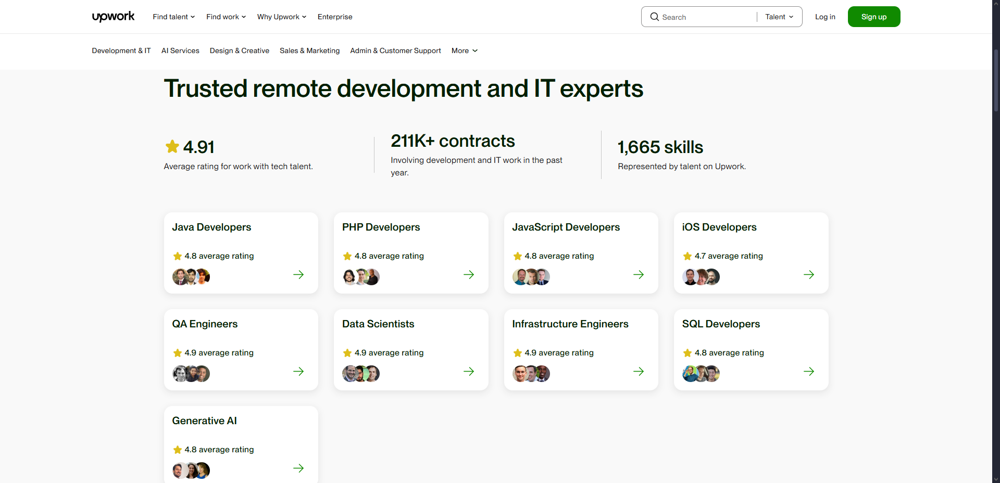 upwork
Find talent
Find work
Why Upwork
Enterprise
Search
Talent
Log in
Sign up
Development & IT
AI Services
Design & Creative
Sales & Marketing
Admin & Customer Support
More
Trusted remote development and IT experts
4.91
Average rating for work with tech talent.
211K+ contracts
Involving development and IT work in the past
year.
1,665 skills
Represented by talent on Upwork.
Java Developers
4.8 average rating
PHP Developers
4.8 average rating
JavaScript Developers
4.8 average rating
iOS Developers
4.7 average rating
QA Engineers
4.9 average rating
Data Scientists
4.9 average rating
Infrastructure Engineers
4.9 average rating
SQL Developers
4.8 average rating
Generative AI
4.8 average rating